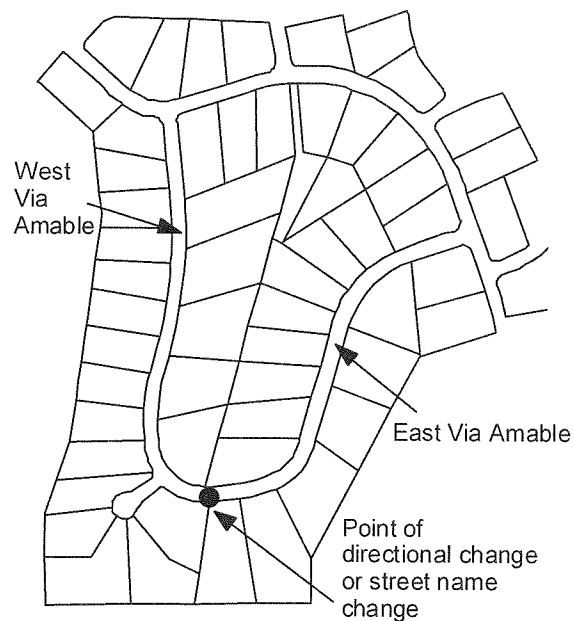 West
Via
Amable
East Via Amable
Point of
directional change
or street name
change